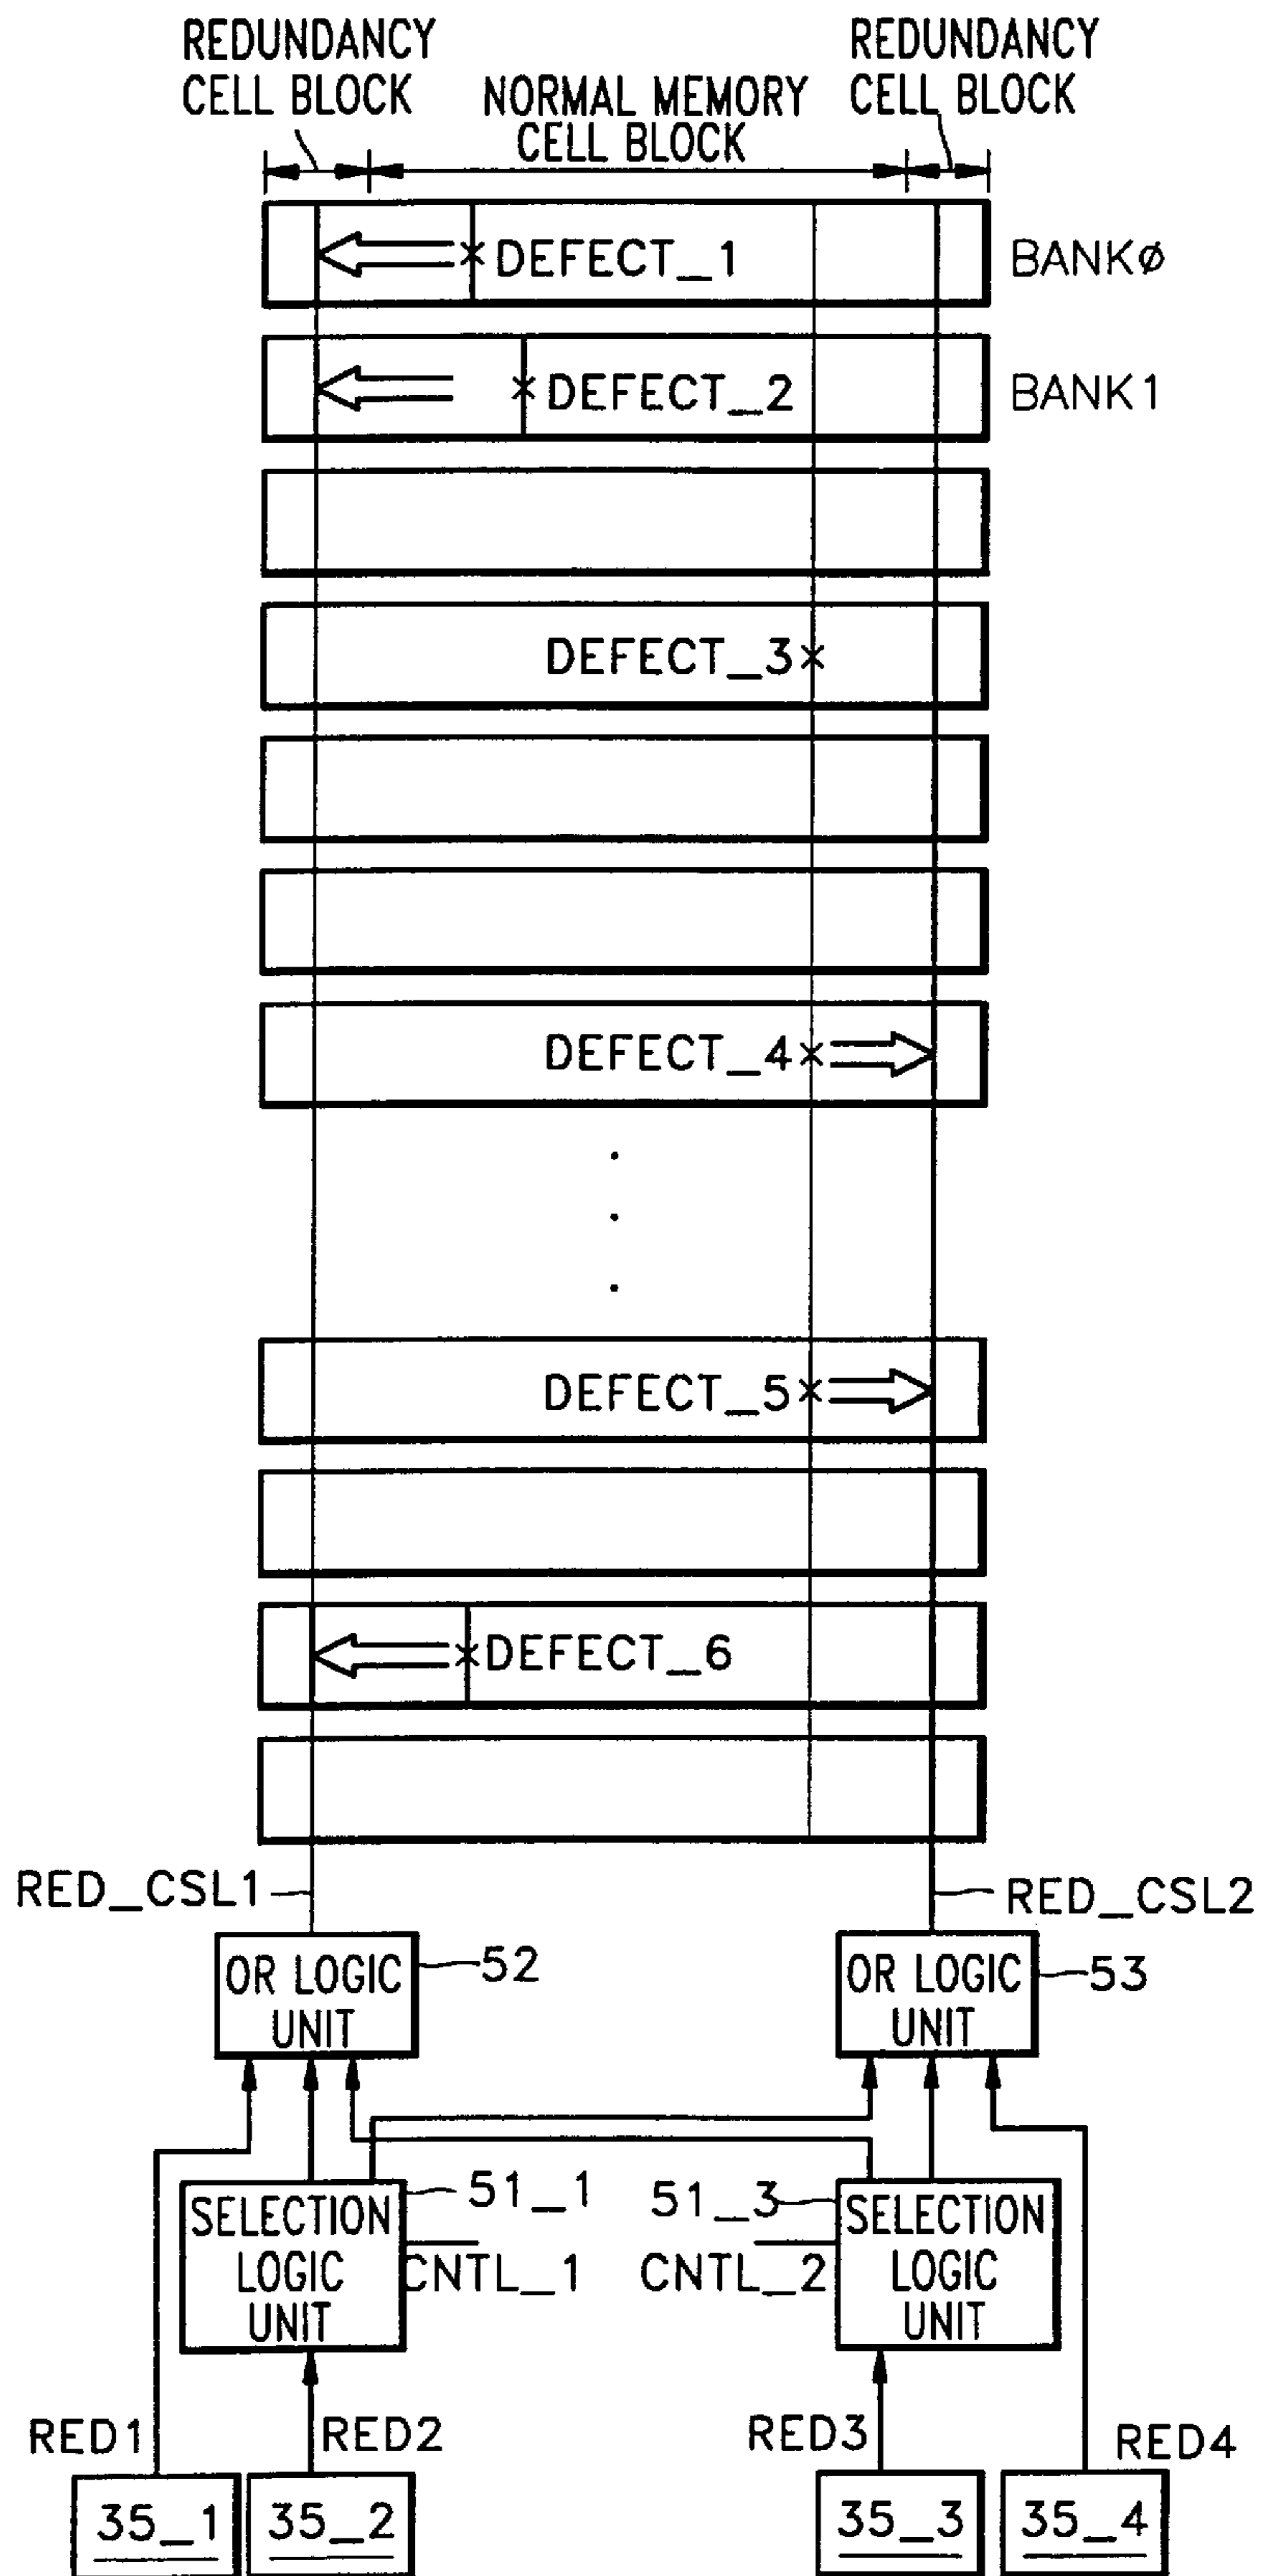 REDUNDANCY
CELL BLOCK
NORMAL MEMORY
CELL BLOCK
REDUNDANCY
CELL BLOCK
DEFECT_1
BANKø
DEFECT_2
BANK1
DEFECT_3
DEFECT_4
DEFECT_5
DEFECT_6
RED_CSL1
RED_CSL2
OR LOGIC
UNIT
52
OR LOGIC
UNIT
53
SELECTION
LOGIC
UNIT
51_1
CNTL_1
51_3
CNTL_2
SELECTION
LOGIC
UNIT
RED1
RED2
RED3
RED4
35_1
35_2
35_3
35_4